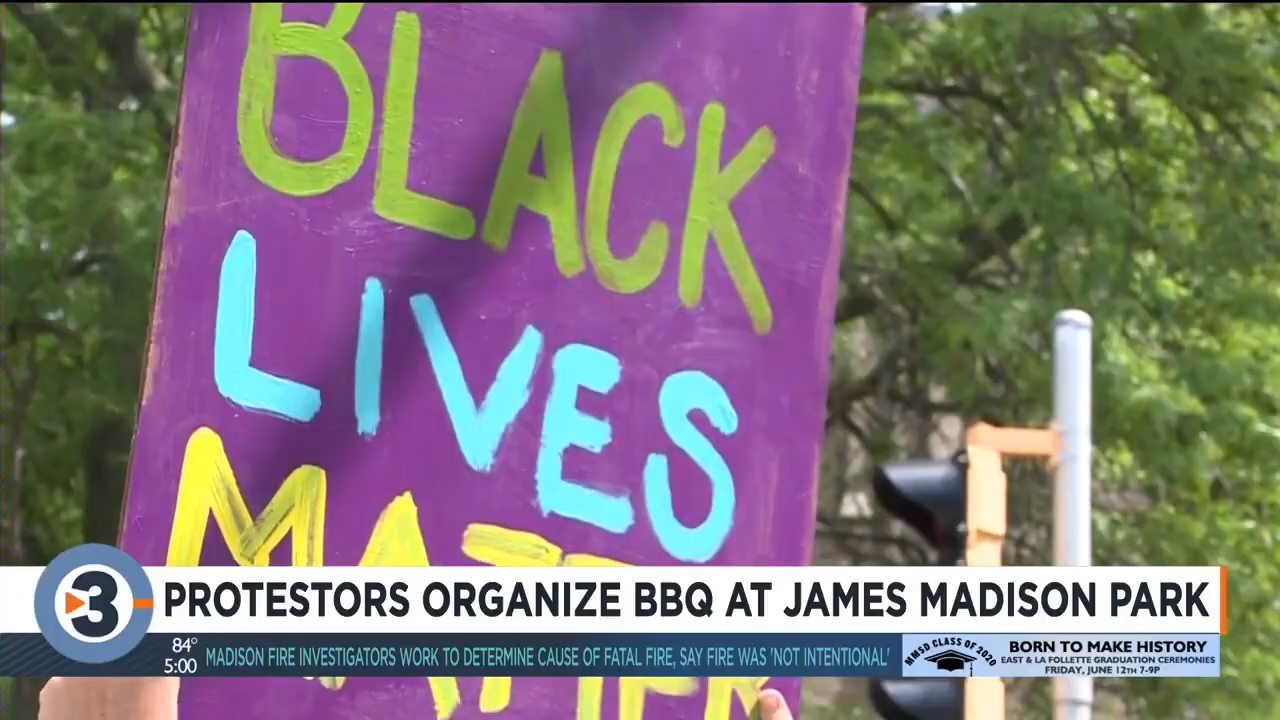 BLACK
LIVES
MATTER
3
PROTESTORS ORGANIZE BBQ AT JAMES MADISON PARK
84°
5:00
MADISON FIRE INVESTIGATORS WORK TO DETERMINE CAUSE OF FATAL FIRE, SAY FIRE WAS 'NOT INTENTIONAL'
MMSD CLASS OF 2020
BORN TO MAKE HISTORY
EAST & LA FOLLETTE GRADUATION CEREMONIES
FRIDAY, JUNE 12TH 7-9P